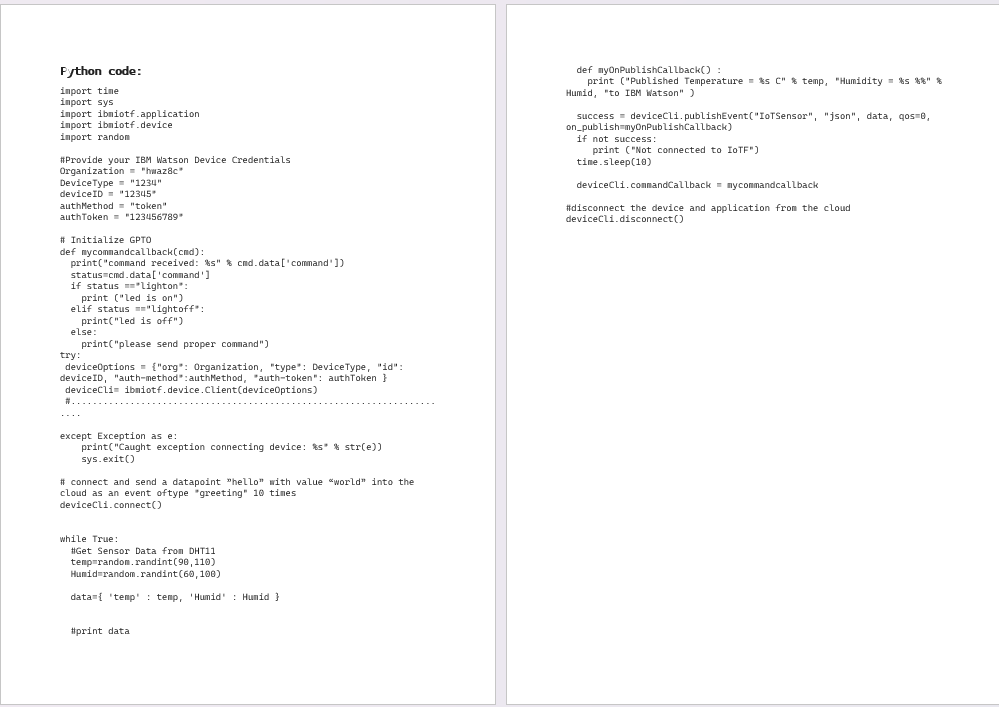 Python code:
import time
import sys
import ibmiotf.application
import ibmiotf.device
import random
#Provide your IBM Watson Device Credentials
Organization = "hwaz8c"
DeviceType = "1234"
deviceID = "12345"
authMethod = "token"
authToken = "123456789"
# Initialize GPTO
def mycommandcallback(cmd):
  print("command received: %s" % cmd.data['command'])
  status=cmd.data['command']
  if status =="lighton":
    print ("led is on")
  elif status =="lightoff":
    print("led is off")
  else:
    print("please send proper command")
try:
 deviceOptions = {"org": Organization, "type": DeviceType, "id":
deviceID, "auth-method":authMethod, "auth-token": authToken }
 deviceCli= ibmiotf.device.Client(deviceOptions)
 #....................................................................
....
except Exception as e:
    print("Caught exception connecting device: %s" % str(e))
    sys.exit()
# connect and send a datapoint ”hello” with value “world” into the
cloud as an event oftype "greeting" 10 times
deviceCli.connect()
while True:
  #Get Sensor Data from DHT11
  temp=random.randint(90,110)
  Humid=random.randint(60,100)
  data={ 'temp' : temp, 'Humid' : Humid }
  #print data
  def myOnPublishCallback() :
    print ("Published Temperature = %s C" % temp, "Humidity = %s %%" %
Humid, "to IBM Watson" )
  success = deviceCli.publishEvent("IoTSensor", "json", data, qos=0,
on_publish=myOnPublishCallback)
  if not success:
     print ("Not connected to IoTF")
  time.sleep(10)
  deviceCli.commandCallback = mycommandcallback
#disconnect the device and application from the cloud
deviceCli.disconnect()